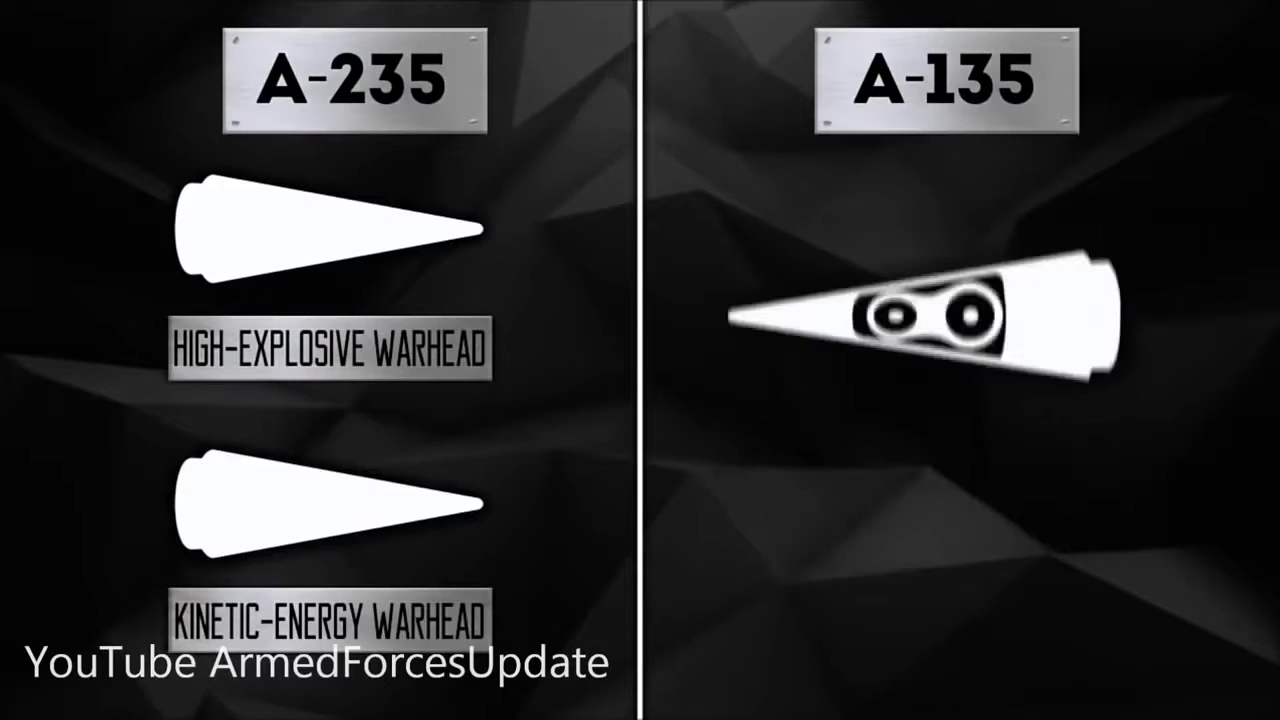 A-235
HIGH-EXPLOSIVE WARHEAD
KINETIC-ENERGY WARHEAD
A-135
YouTube ArmedForcesUpdate